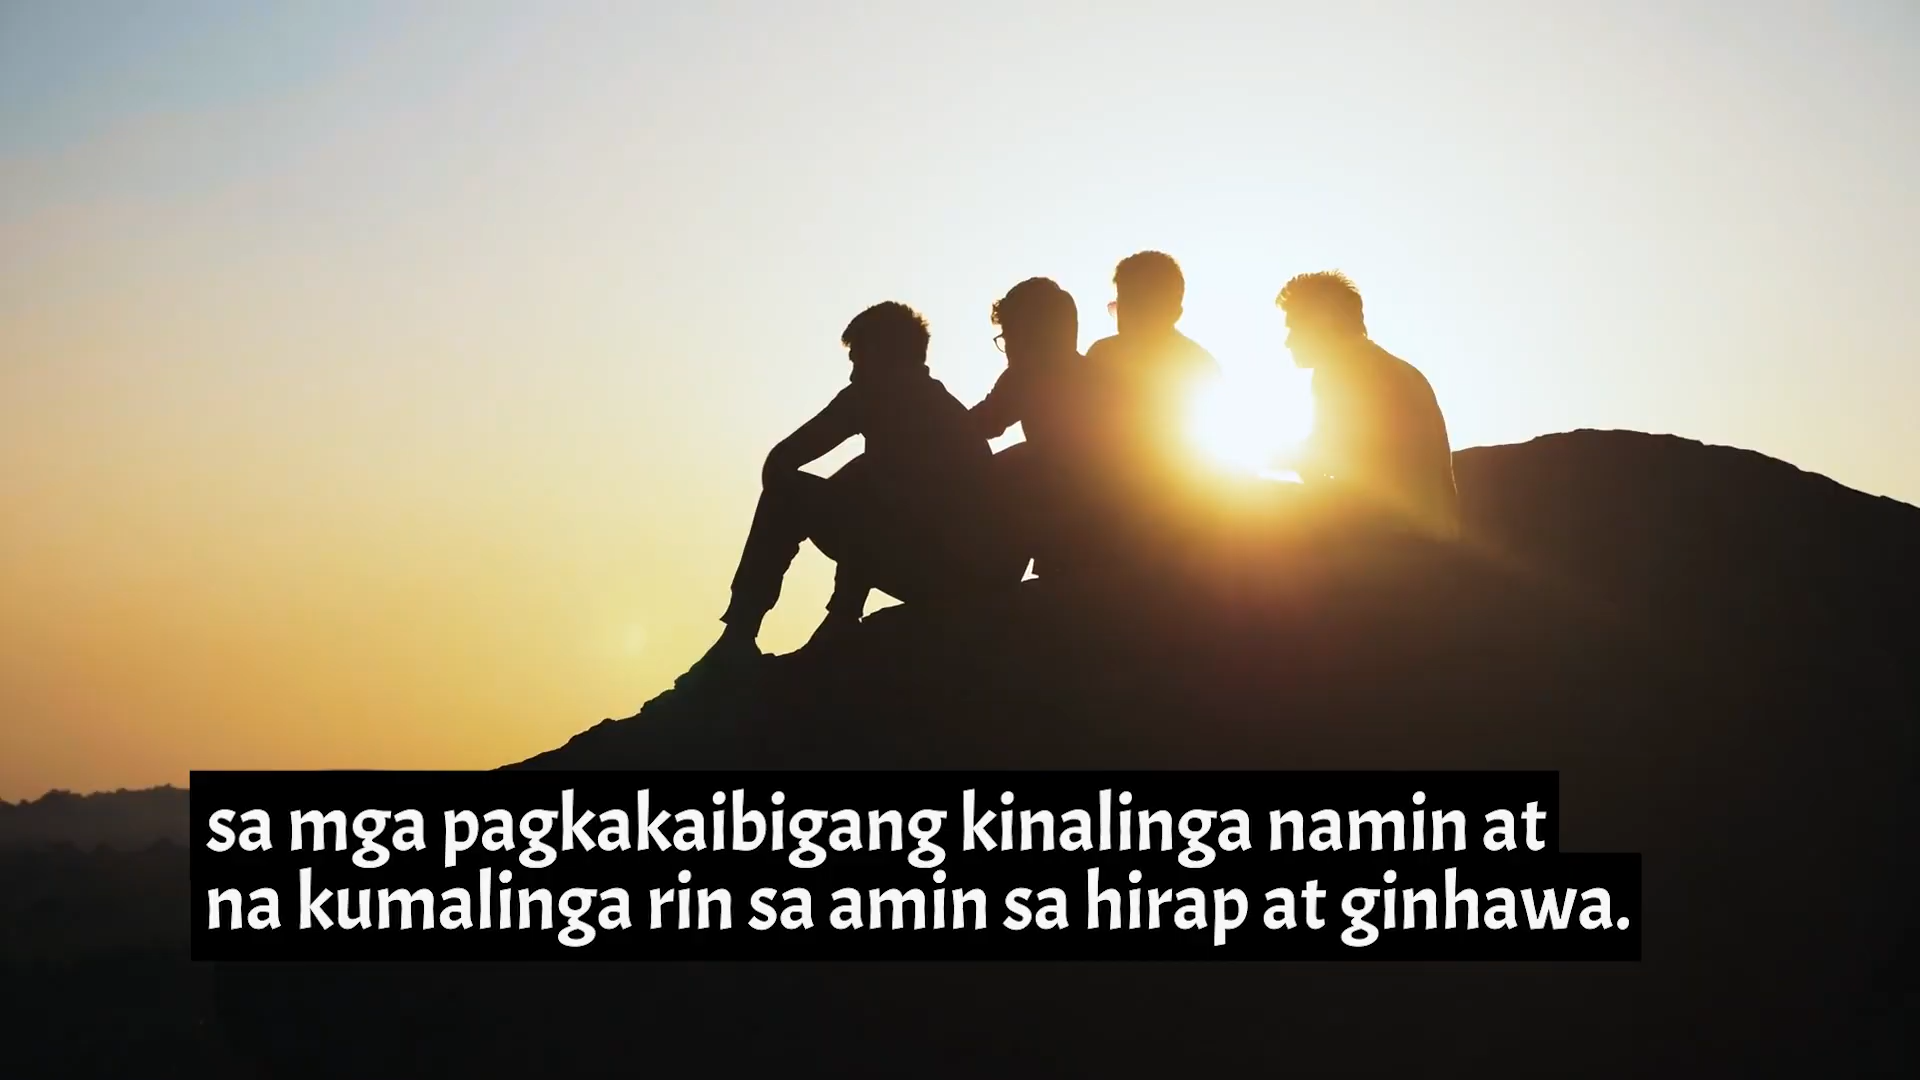 sa mga pagkakaibigang kinalinga namin at
na kumalinga rin sa amin sa hirap at ginhawa.